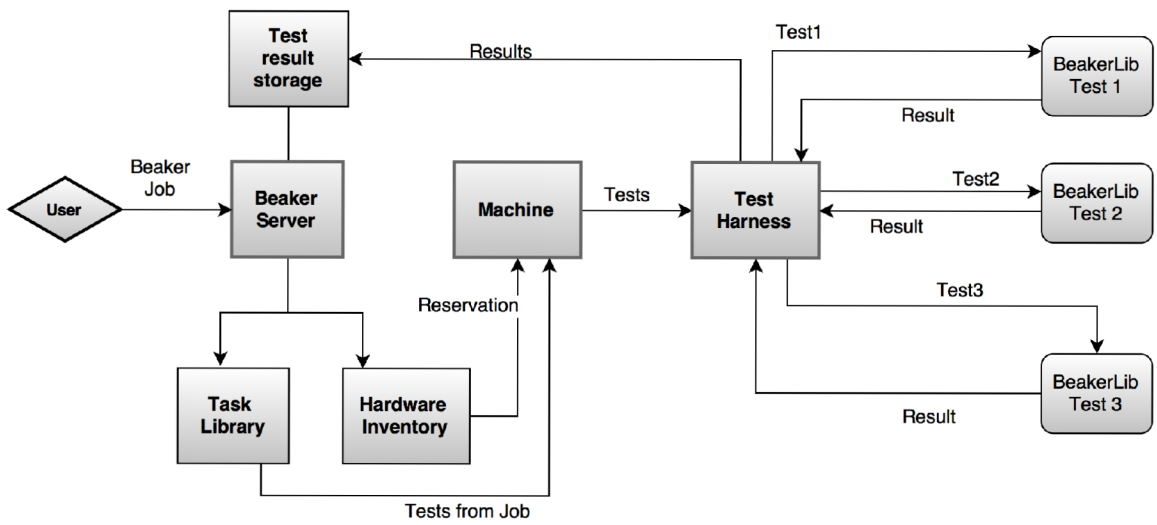 Test
result
storage
Results
Test1
BeakerLib
Test 1
Result
Beaker
Job
User
Beaker
Server
Machine
Tests
Test
Harness
Test2
BeakerLib
Test 2
Result
Reservation
Test3
BeakerLib
Test 3
Result
Task
Library
Hardware
Inventory
Tests from Job